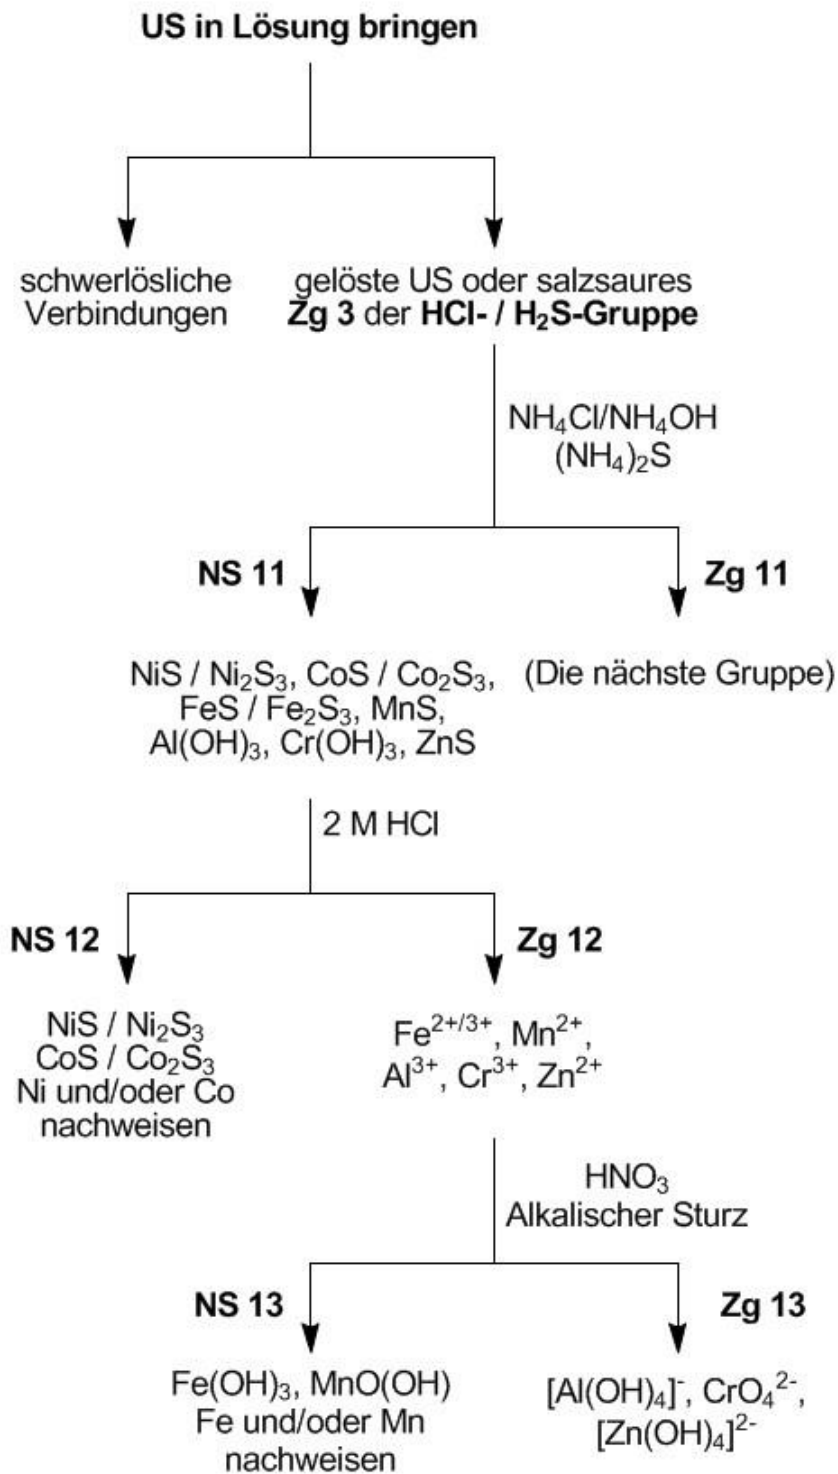 US in Lösung bringen
schwerlösliche
Verbindungen
gelöste US oder salzsaures
Zg 3 der HCl- / H₂S-Gruppe
NH₄Cl/NH₄OH
(NH₄)₂S
NS 11
Zg 11
NiS / Ni₂S₃, CoS / Co₂S₃,
FeS / Fe₂S₃, MnS,
Al(OH)₃, Cr(OH)₃, ZnS
(Die nächste Gruppe)
2 M HCl
NS 12
Zg 12
NiS / Ni₂S₃
CoS / Co₂S₃
Ni und/oder Co
nachweisen
Fe²⁺ᐟ³⁺, Mn²⁺,
Al³⁺, Cr³⁺, Zn²⁺
HNO₃
Alkalischer Sturz
NS 13
Zg 13
Fe(OH)₃, MnO(OH)
Fe und/oder Mn
nachweisen
[Al(OH)₄]⁻, CrO₄²⁻,
[Zn(OH)₄]²⁻